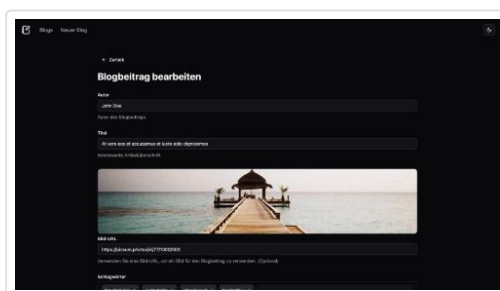 Blogs Neuer Blog
← Zurück
Blogbeitrag bearbeiten
Autor
John Doe
Autor des Blogbeitrags
Titel
At vero eos et accusamus et iusto odio dignissimos
Interessante Artikelüberschrift
Bild-URL
Verwenden Sie eine Bild-URL, um ein Bild für den Blogbeitrag zu verwenden. (Optional)
Schlagwörter